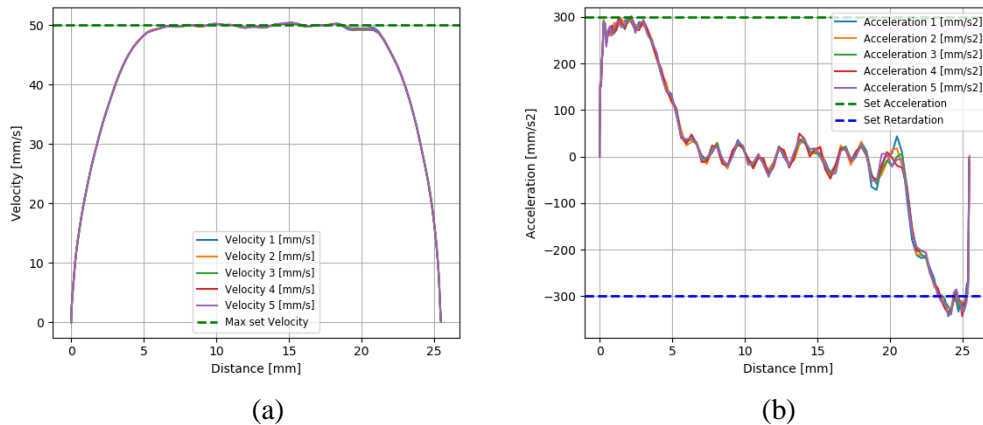 50
40
30
20
10
0
Velocity [mm/s]
Velocity 1 [mm/s]
Velocity 2 [mm/s]
Velocity 3 [mm/s]
Velocity 4 [mm/s]
Velocity 5 [mm/s]
Max set Velocity
0 5 10 15 20 25
Distance [mm]
(a)
300
200
100
0
−100
−200
−300
Acceleration [mm/s2]
Acceleration 1 [mm/s2]
Acceleration 2 [mm/s2]
Acceleration 3 [mm/s2]
Acceleration 4 [mm/s2]
Acceleration 5 [mm/s2]
Set Acceleration
Set Retardation
0 5 10 15 20 25
Distance [mm]
(b)